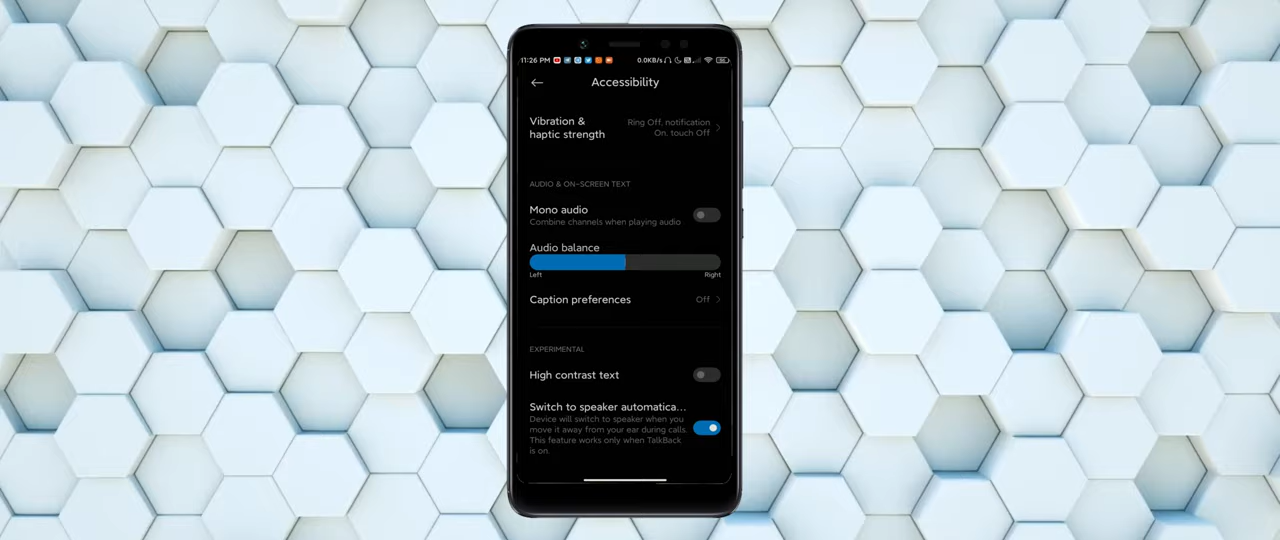 11:26 PM 0.0KB/s
Accessibility
Vibration & Ring Off, notification
haptic strength On, touch Off
AUDIO & ON-SCREEN TEXT
Mono audio
Combine channels when playing audio
Audio balance
Left Right
Caption preferences Off
EXPERIMENTAL
High contrast text
Switch to speaker automatica...
Device will switch to speaker when you
move it away from your ear during calls.
This feature works only when TalkBack
is on.